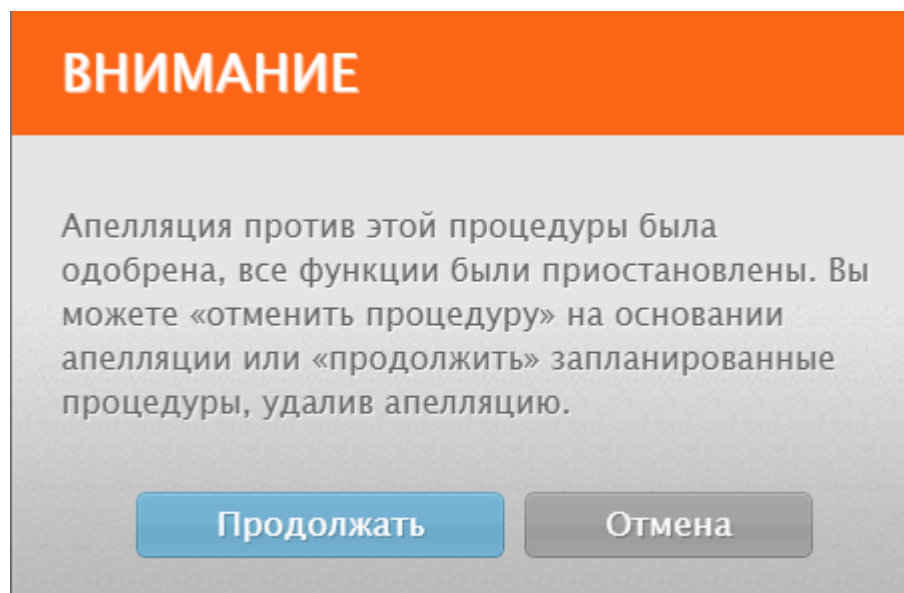 ВНИМАНИЕ
Апелляция против этой процедуры была
одобрена, все функции были приостановлены. Вы
можете «отменить процедуру» на основании
апелляции или «продолжить» запланированные
процедуры, удалив апелляцию.
Продолжать
Отмена